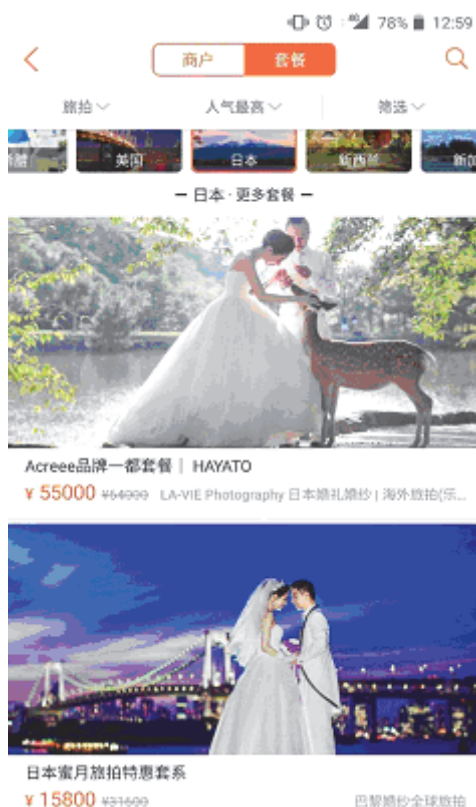 78% 12:59
商户 套餐
旅拍 人气最高 筛选
美国 日本 新西兰 新加
日本·更多套餐
Acreee品牌一都套餐｜ HAYATO
¥ 55000 ¥64000 LA-VIE Photography 日本婚礼婚纱 | 海外旅拍(乐...
日本蜜月旅拍特惠套系
¥ 15800 ¥31600 巴黎婚纱全球旅拍